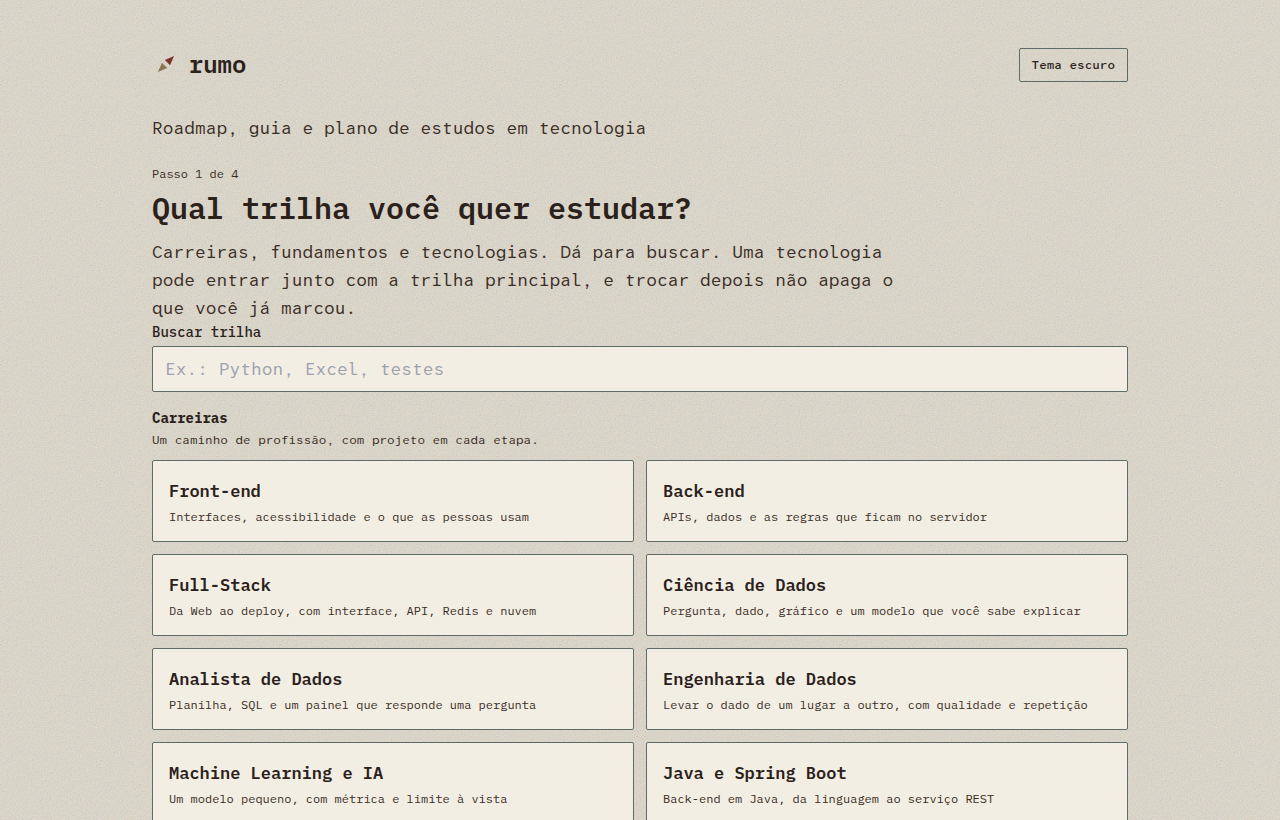 rumo
Tema escuro
Roadmap, guia e plano de estudos em tecnologia
Passo 1 de 4
Qual trilha você quer estudar?
Carreiras, fundamentos e tecnologias. Dá para buscar. Uma tecnologia
pode entrar junto com a trilha principal, e trocar depois não apaga o
que você já marcou.
Buscar trilha
Ex.: Python, Excel, testes
Carreiras
Um caminho de profissão, com projeto em cada etapa.
Front-end
Interfaces, acessibilidade e o que as pessoas usam
Back-end
APIs, dados e as regras que ficam no servidor
Full-Stack
Da Web ao deploy, com interface, API, Redis e nuvem
Ciência de Dados
Pergunta, dado, gráfico e um modelo que você sabe explicar
Analista de Dados
Planilha, SQL e um painel que responde uma pergunta
Engenharia de Dados
Levar o dado de um lugar a outro, com qualidade e repetição
Machine Learning e IA
Um modelo pequeno, com métrica e limite à vista
Java e Spring Boot
Back-end em Java, da linguagem ao serviço REST